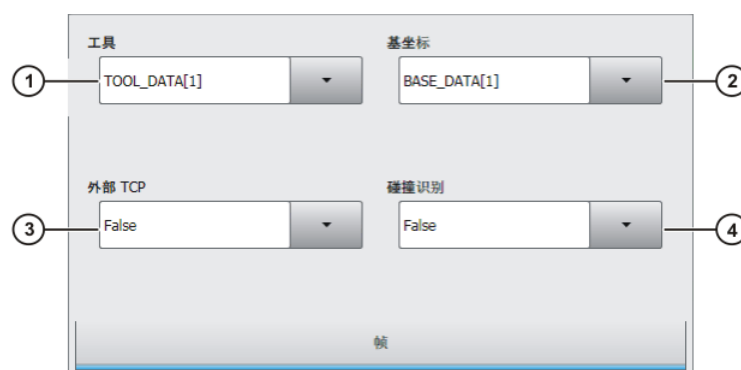 工具 基坐标
① TOOL_DATA[1] BASE_DATA[1] ②
外部 TCP 碰撞识别
③ False False ④
帧